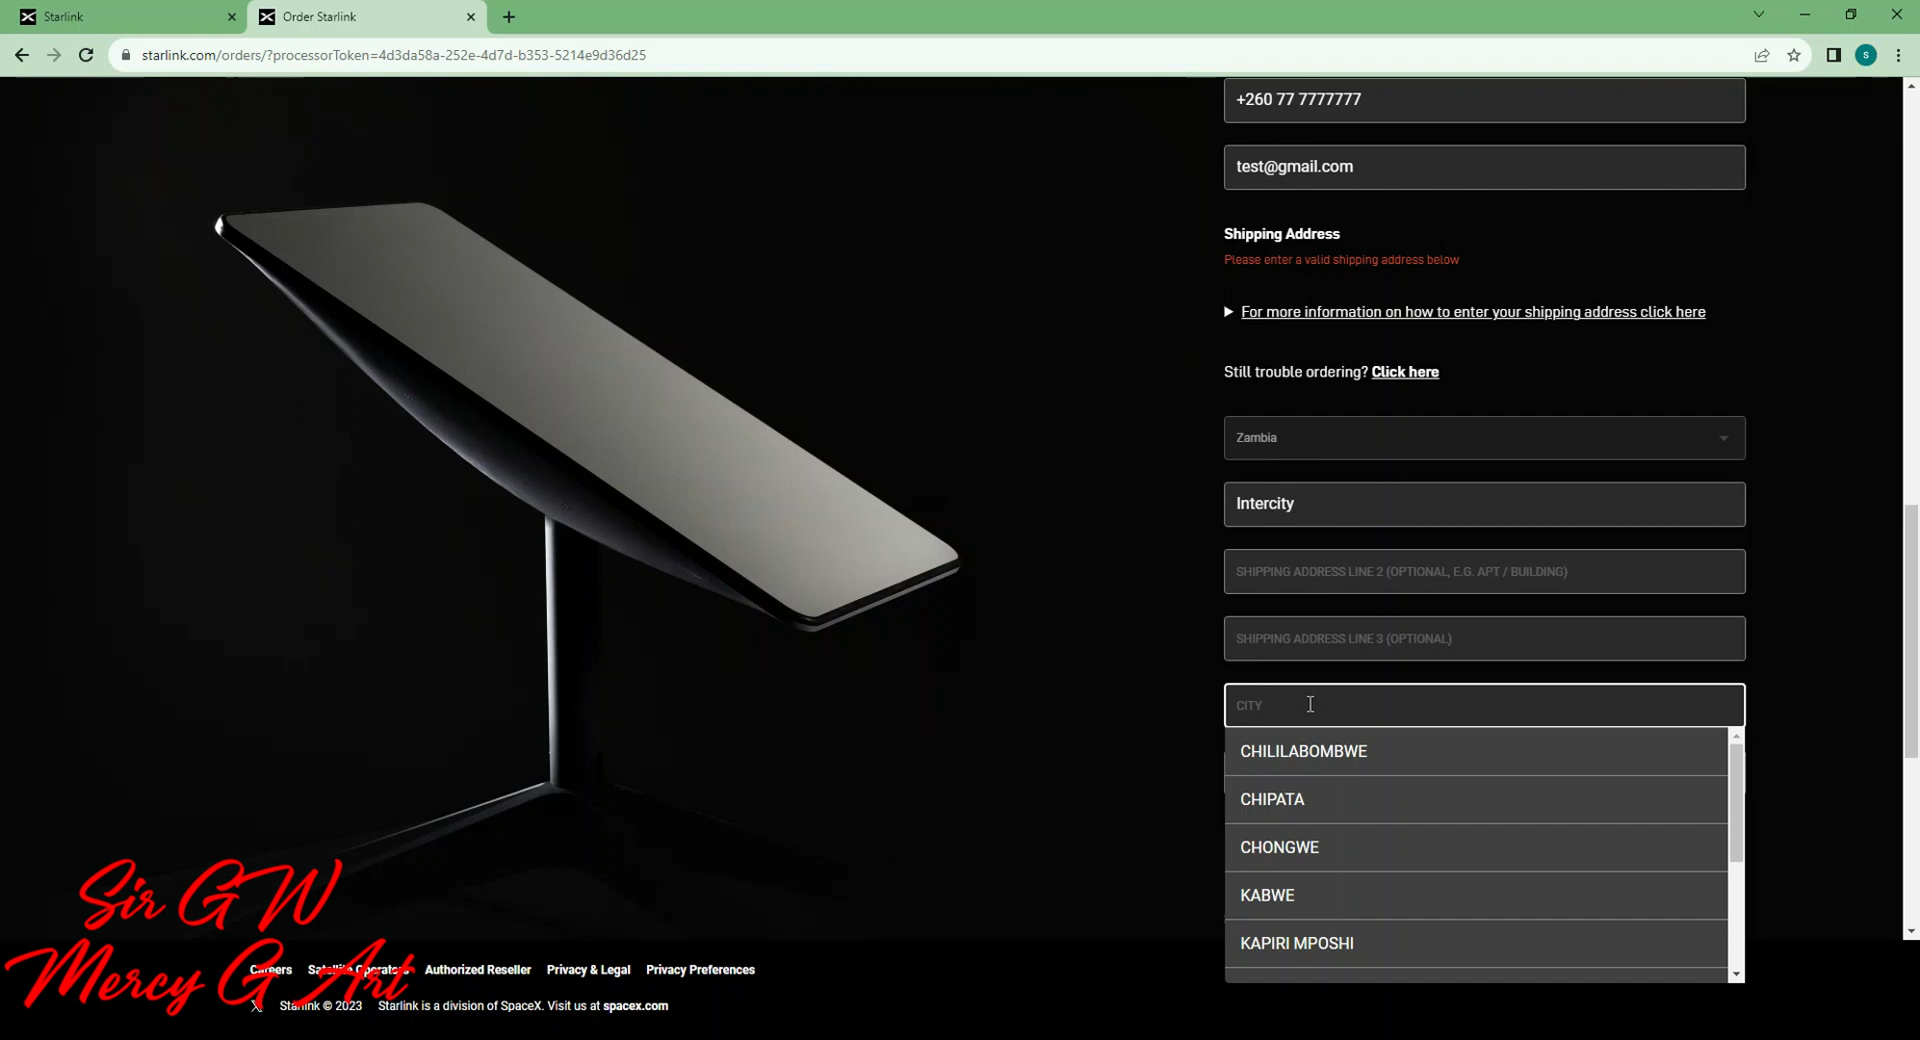 Starlink
Order Starlink
starlink.com/orders/?processorToken=4d3da58a-252e-4d7d-b353-5214e9d36d25
S
+260 77 7777777
test@gmail.com
Shipping Address
Please enter a valid shipping address below
For more information on how to enter your shipping address click here
Still trouble ordering? Click here
Zambia
Intercity
SHIPPING ADDRESS LINE 2 (OPTIONAL, E.G. APT / BUILDING)
SHIPPING ADDRESS LINE 3 (OPTIONAL)
CITY
CHILILABOMBWE
CHIPATA
CHONGWE
KABWE
KAPIRI MPOSHI
Sir GW
Mercy G Art
Careers Satellite Operators Authorized Reseller Privacy & Legal Privacy Preferences
Starlink © 2023 Starlink is a division of SpaceX. Visit us at spacex.com